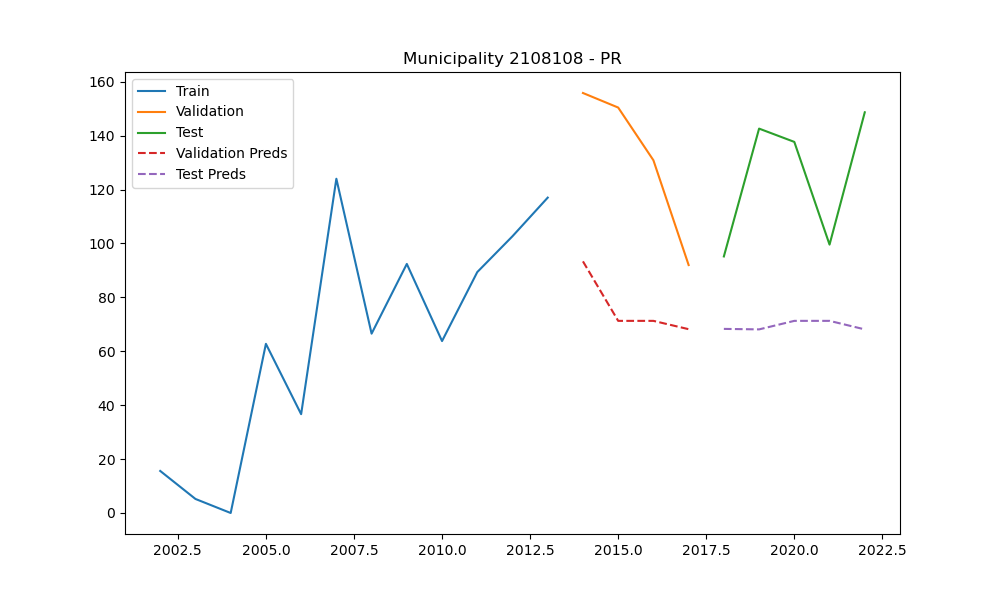 Municipality 2108108 - PR
Train
Validation
Test
Validation Preds
Test Preds
160
140
120
100
80
60
40
20
0
2002.5 2005.0 2007.5 2010.0 2012.5 2015.0 2017.5 2020.0 2022.5